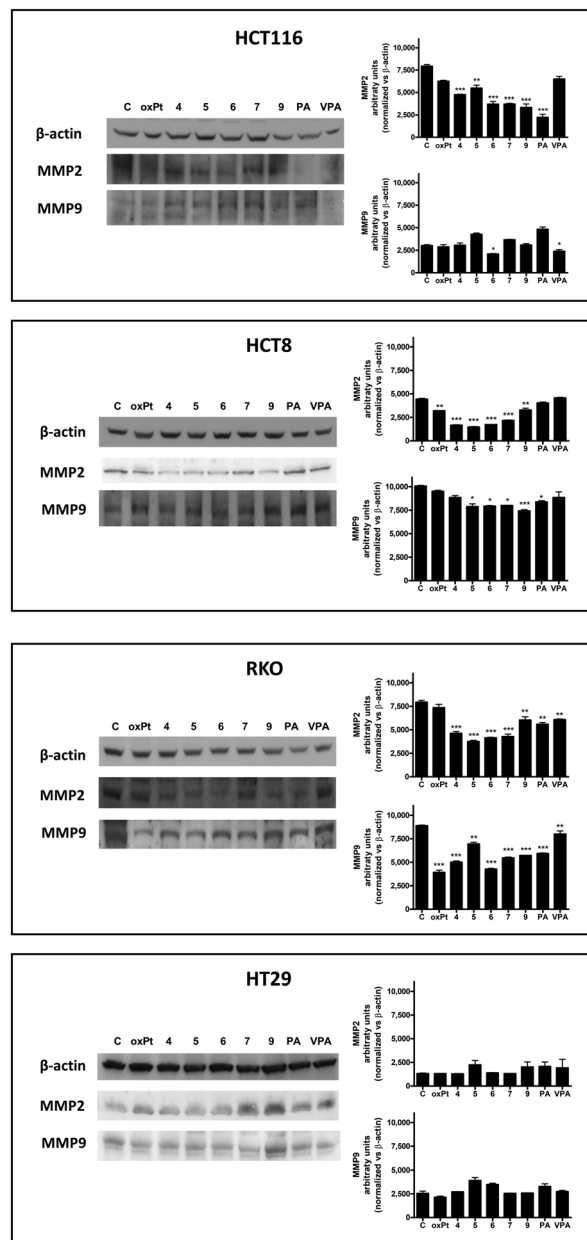 HCT116
C oxPt 4 5 6 7 9 PA VPA
β-actin
MMP2
MMP9
MMP2
arbitraty units
(normalized vs β-actin)
10,000
7,500
5,000
2,500
0
*** ** *** *** *** ***
C oxPt 4 5 6 7 9 PA VPA
MMP9
arbitraty units
(normalized vs β-actin)
10,000
7,500
5,000
2,500
0
* *
C oxPt 4 5 6 7 9 PA VPA
HCT8
C oxPt 4 5 6 7 9 PA VPA
β-actin
MMP2
MMP9
MMP2
arbitraty units
(normalized vs β-actin)
10,000
7,500
5,000
2,500
0
** *** *** *** *** **
C oxPt 4 5 6 7 9 PA VPA
MMP9
arbitraty units
(normalized vs β-actin)
10,000
7,500
5,000
2,500
0
* * * *** *
C oxPt 4 5 6 7 9 PA VPA
RKO
C oxPt 4 5 6 7 9 PA VPA
β-actin
MMP2
MMP9
MMP2
arbitraty units
(normalized vs β-actin)
10,000
7,500
5,000
2,500
0
*** *** *** *** ** ** **
C oxPt 4 5 6 7 9 PA VPA
MMP9
arbitraty units
(normalized vs β-actin)
10,000
7,500
5,000
2,500
0
*** *** ** *** *** *** *** **
C oxPt 4 5 6 7 9 PA VPA
HT29
C oxPt 4 5 6 7 9 PA VPA
β-actin
MMP2
MMP9
MMP2
arbitraty units
(normalized vs β-actin)
10,000
7,500
5,000
2,500
0
C oxPt 4 5 6 7 9 PA VPA
MMP9
arbitraty units
(normalized vs β-actin)
10,000
7,500
5,000
2,500
0
C oxPt 4 5 6 7 9 PA VPA